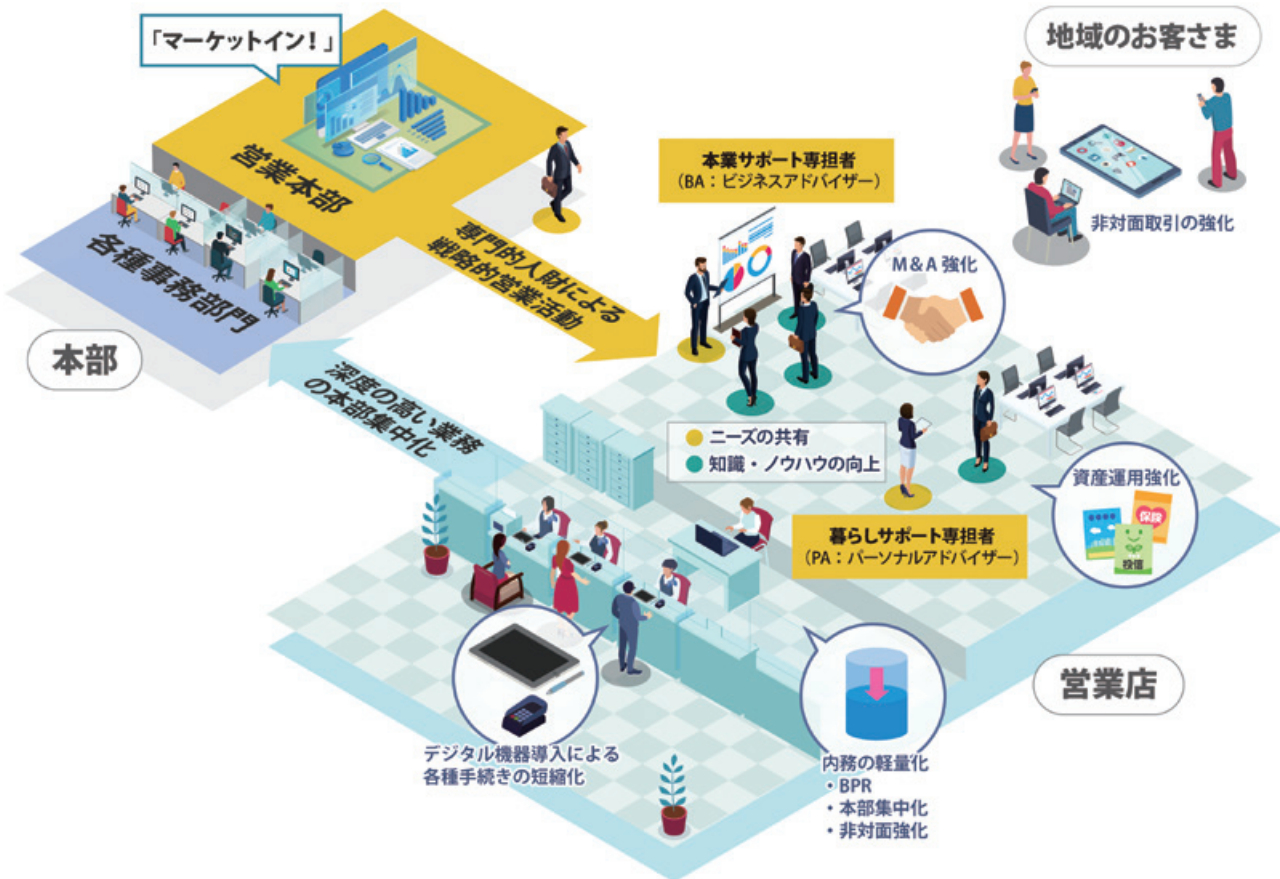 「マーケットイン！」
営業本部
各種事務部門
本部
専門的人財による
戦略的営業活動
深度の高い業務
の本部集中化
地域のお客さま
非対面取引の強化
本業サポート専担者
（BA：ビジネスアドバイザー）
M＆A 強化
ニーズの共有
知識・ノウハウの向上
暮らしサポート専担者
（PA：パーソナルアドバイザー）
資産運用強化
保険
投信
営業店
デジタル機器導入による
各種手続きの短縮化
内務の軽量化
・BPR
・本部集中化
・非対面強化